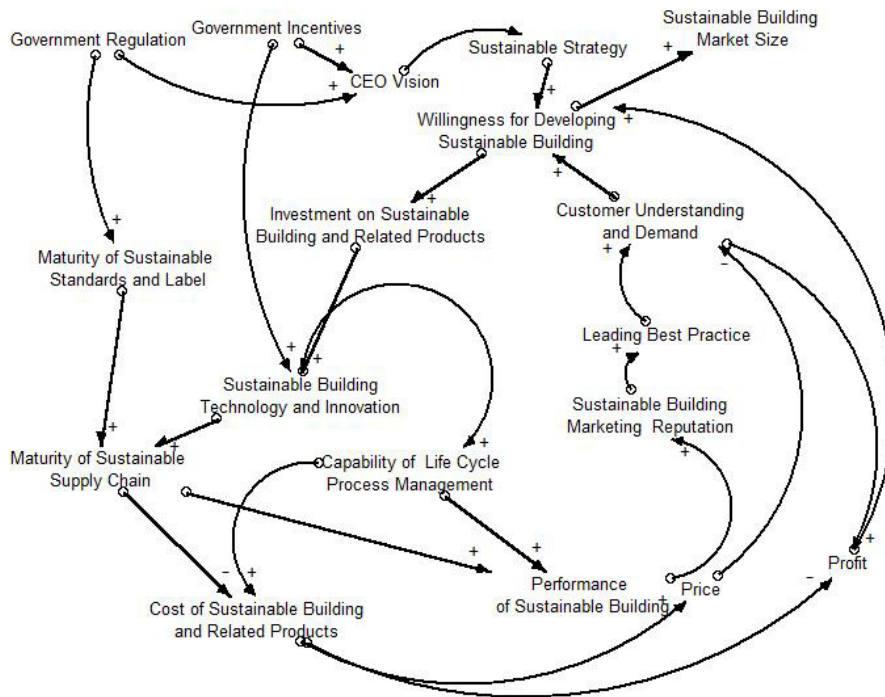 Government Regulation
Government Incentives
Sustainable Building
Market Size
Sustainable Strategy
+
+
CEO Vision
+
+
Willingness for Developing
Sustainable Building
+
+
+
+
Investment on Sustainable
Building and Related Products
Customer Understanding
and Demand
+
+
-
Maturity of Sustainable
Standards and Label
Leading Best Practice
+
+
+
Sustainable Building
Technology and Innovation
Sustainable Building
Marketing Reputation
+
+
+
+
Maturity of Sustainable
Supply Chain
Capability of Life Cycle
Process Management
+
+
-
+
Performance
of Sustainable Building
+
Price
-
Profit
+
Cost of Sustainable Building
and Related Products